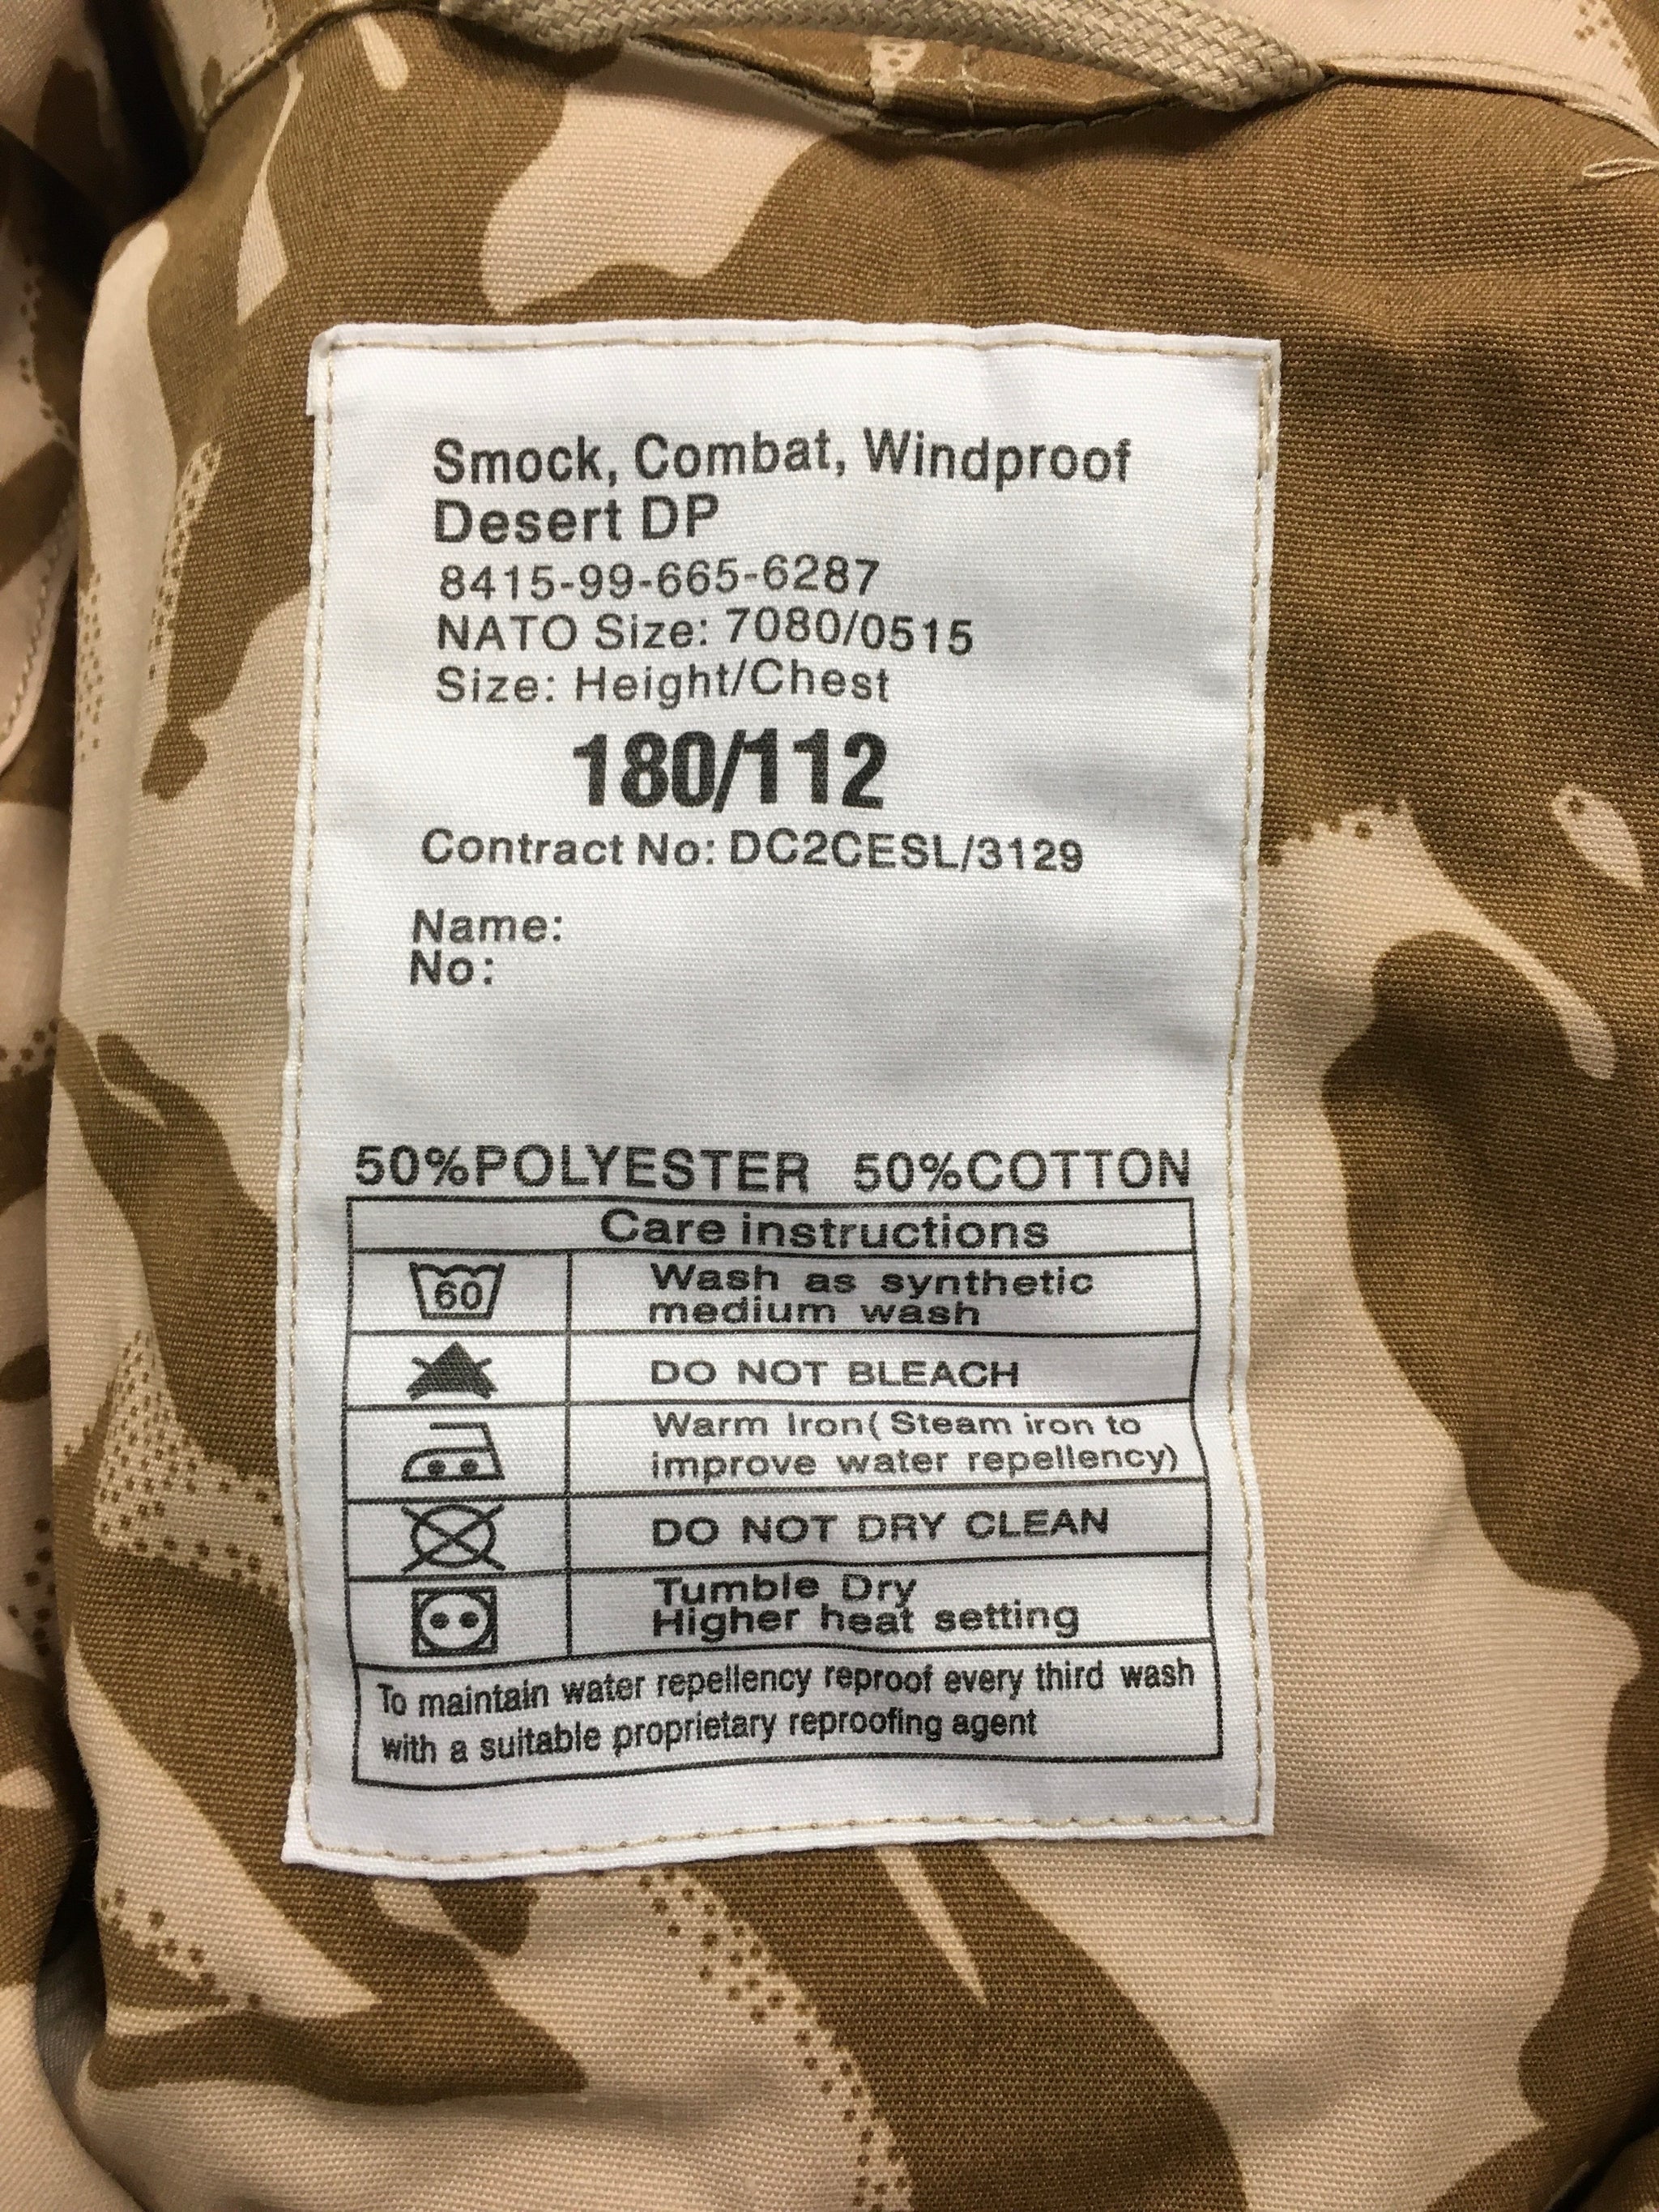 Smock, Combat, Windproof
Desert DP
8415-99-665-6287
NATO Size: 7080/0515
Size: Height/Chest
180/112
Contract No: DC2CESL/3129
Name:
No:
50%POLYESTER 50%COTTON
Care instructions
60
Wash as synthetic
medium wash
DO NOT BLEACH
Warm Iron( Steam iron to
improve water repellency)
DO NOT DRY CLEAN
Tumble Dry
Higher heat setting
To maintain water repellency reproof every third wash
with a suitable proprietary reproofing agent